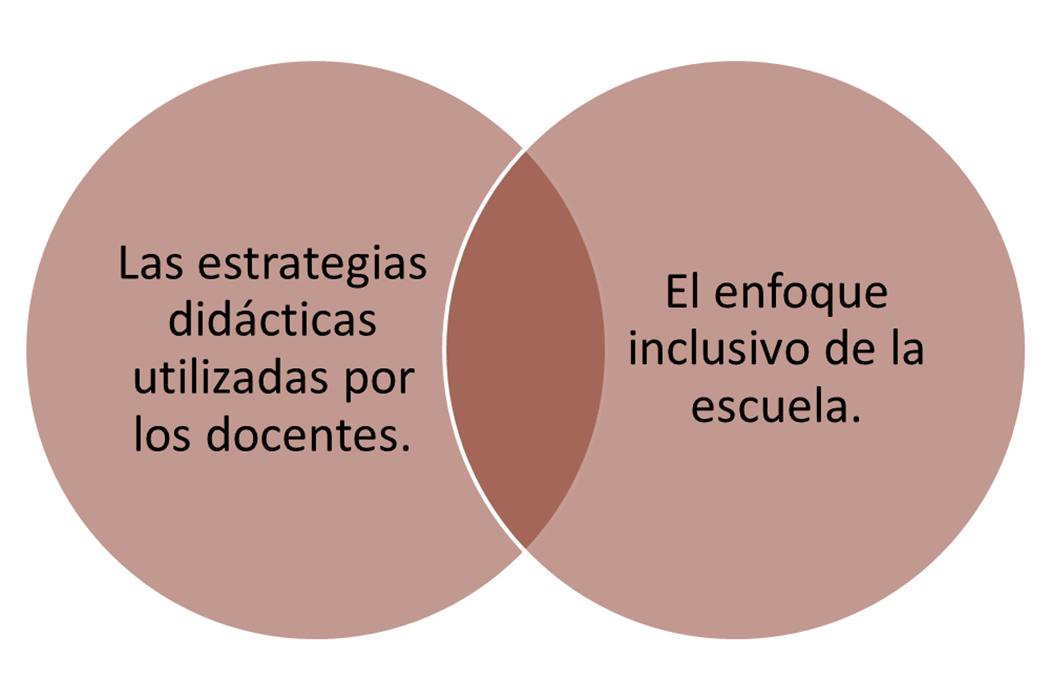 Las estrategias
didácticas
utilizadas por
los docentes.
El enfoque
inclusivo de la
escuela.